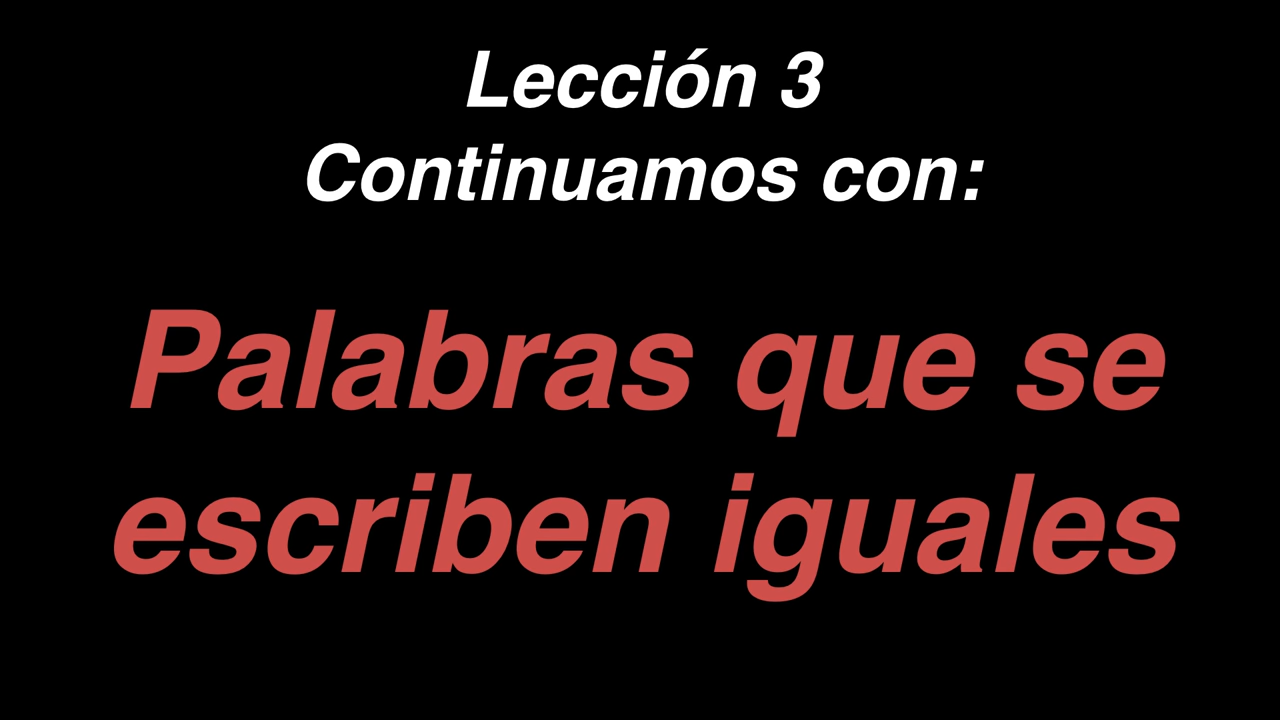 Lección 3
Continuamos con:
Palabras que se
escriben iguales